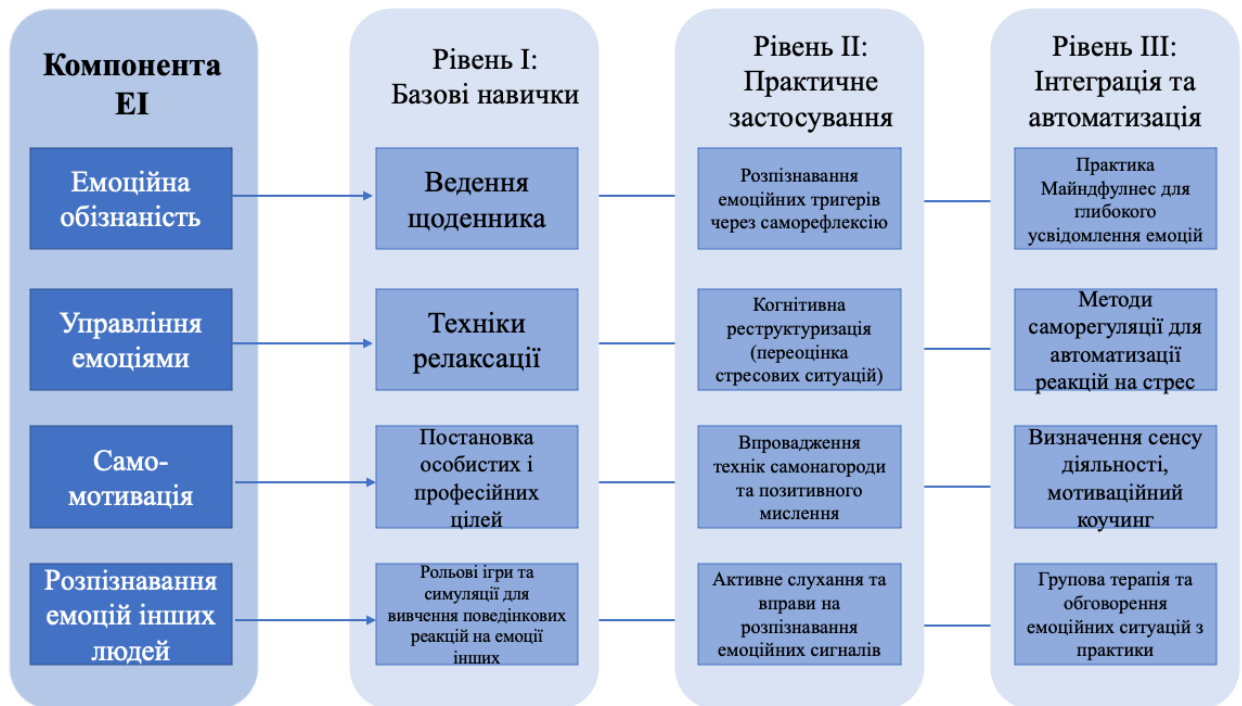 Компонента
ЕІ
Емоційна
обізнаність
Управління
емоціями
Само-
мотивація
Розпізнавання
емоцій інших
людей
Рівень I:
Базові навички
Ведення
щоденника
Техніки
релаксації
Постановка
особистих і
професійних
цілей
Рольові ігри та
симуляції для
вивчення поведінкових
реакцій на емоції
інших
Рівень II:
Практичне
застосування
Розпізнавання
емоційних тригерів
через саморефлексію
Когнітивна
реструктуризація
(переоцінка
стресових ситуацій)
Впровадження
технік самонагороди
та позитивного
мислення
Активне слухання та
вправи на
розпізнавання
емоційних сигналів
Рівень III:
Інтеграція та
автоматизація
Практика
Майндфулнес для
глибокого
усвідомлення емоцій
Методи
саморегуляції для
автоматизації
реакцій на стрес
Визначення сенсу
діяльності,
мотиваційний
коучинг
Групова терапія та
обговорення
емоційних ситуацій з
практики